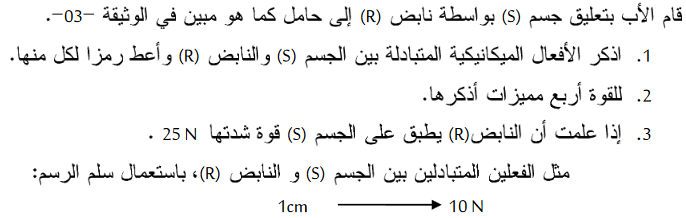 قام الأب بتعليق جسم (S) بواسطة نابض (R) إلى حامل كما هو مبين في الوثيقة –03–.
1. اذكر الأفعال الميكانيكية المتبادلة بين الجسم (S) والنابض (R) وأعط رمزا لكل منها.
2. للقوة أربع مميزات أذكرها.
3. إذا علمت أن النابض(R) يطبق على الجسم (S) قوة شدتها 25 N .
مثل الفعلين المتبادلين بين الجسم (S) و النابض (R)، باستعمال سلم الرسم:
1cm ⟶ 10 N